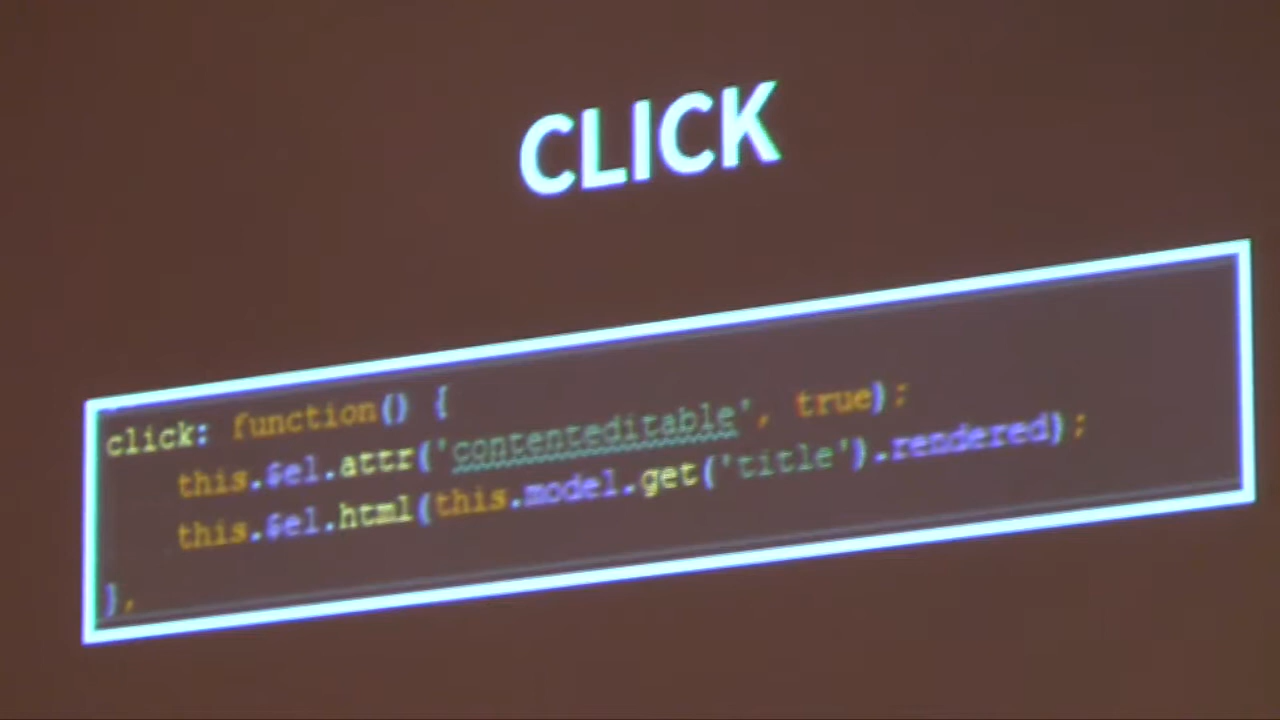 CLICK
click: function() {
this.$el.attr('contenteditable', true);
this.$el.html(this.model.get('title').rendered);
},